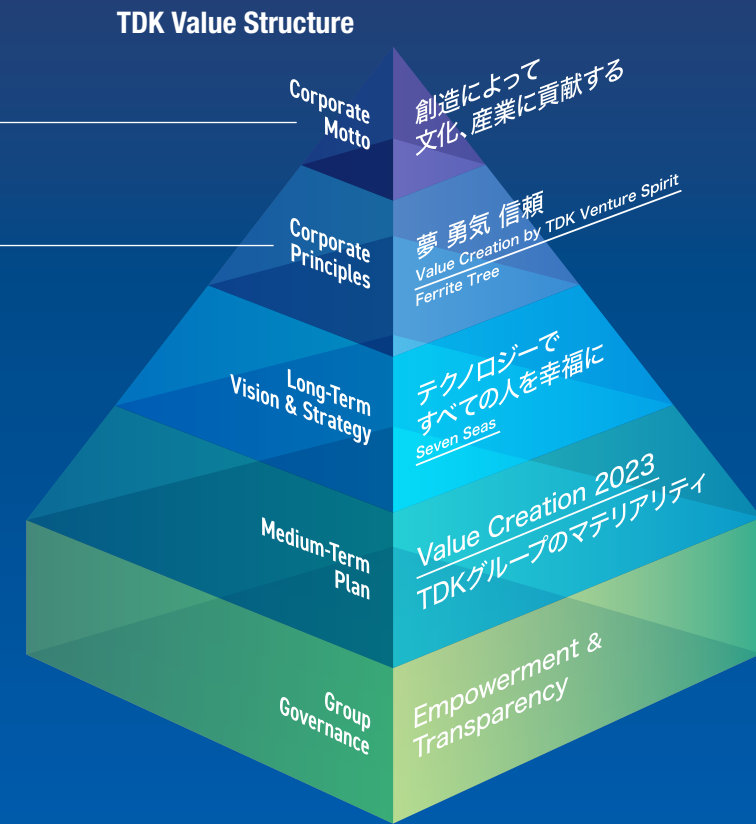 TDK Value Structure
Corporate
Motto
創造によって
文化、産業に貢献する
Corporate
Principles
夢 勇気 信頼
Value Creation by TDK Venture Spirit
Ferrite Tree
Long-Term
Vision & Strategy
テクノロジーで
すべての人を幸福に
Seven Seas
Medium-Term
Plan
Value Creation 2023
TDKグループのマテリアリティ
Group
Governance
Empowerment &
Transparency